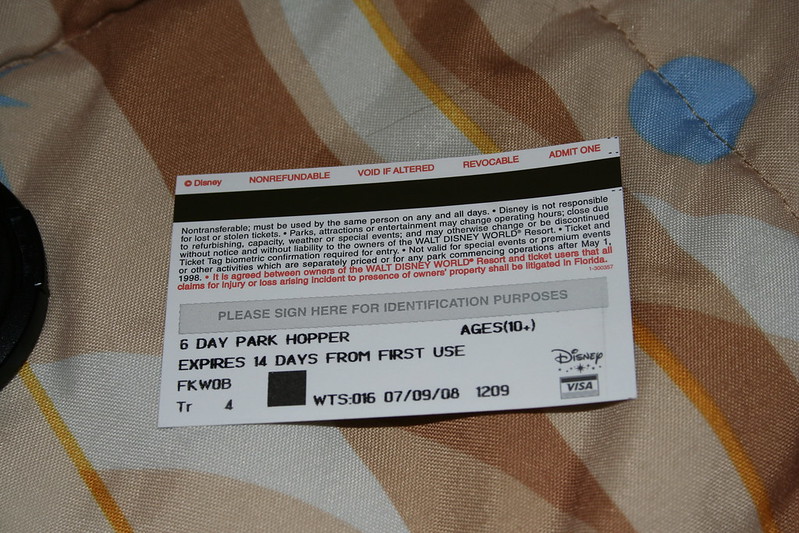 © Disney NONREFUNDABLE VOID IF ALTERED REVOCABLE ADMIT ONE
Nontransferable; must be used by the same person on any and all days. • Disney is not responsible
for lost or stolen tickets. • Parks, attractions or entertainment may change operating hours; close due
to refurbishing, capacity, weather or special events; and may otherwise change or be discontinued
without notice and without liability to the owners of the WALT DISNEY WORLD® Resort. • Ticket and
Ticket Tag biometric confirmation required for entry. • Not valid for special events or premium events
or other activities which are separately priced or for any park commencing operations after May 1,
1998. • It is agreed between owners of the WALT DISNEY WORLD® Resort and ticket users that all
claims for injury or loss arising incident to presence of owners' property shall be litigated in Florida.
PLEASE SIGN HERE FOR IDENTIFICATION PURPOSES
6 DAY PARK HOPPER AGES(10+)
EXPIRES 14 DAYS FROM FIRST USE
FKW0B
Tr 4 WTS:016 07/09/08 1209
Disney
VISA